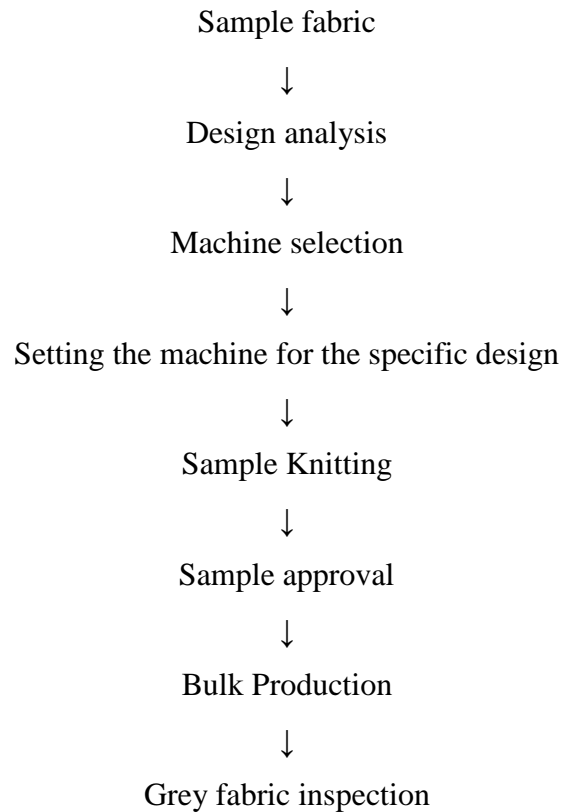 Sample fabric
↓
Design analysis
↓
Machine selection
↓
Setting the machine for the specific design
↓
Sample Knitting
↓
Sample approval
↓
Bulk Production
↓
Grey fabric inspection